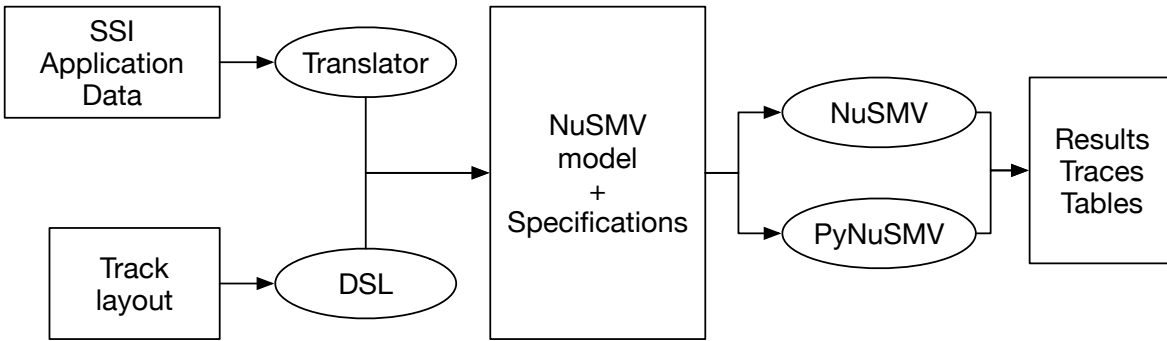 SSI
Application
Data
Translator
Track
layout
DSL
NuSMV
model
+
Specifications
NuSMV
PyNuSMV
Results
Traces
Tables